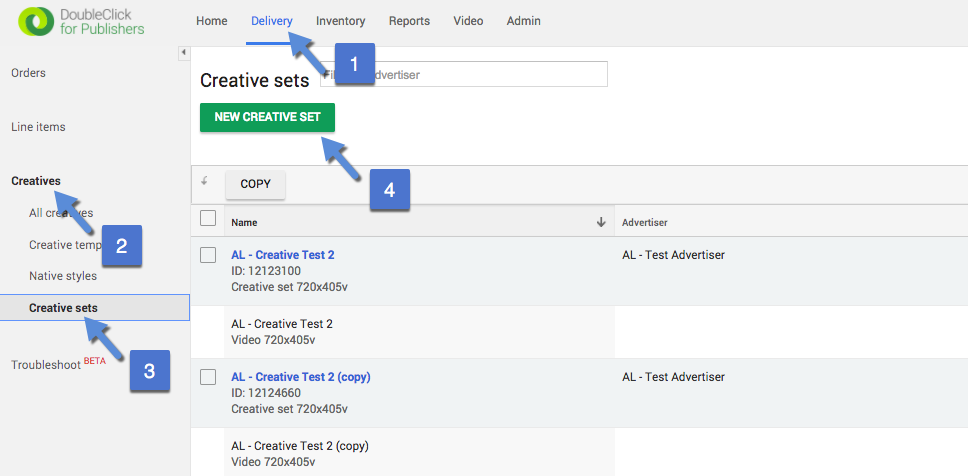 DoubleClick
for Publishers
Home Delivery Inventory Reports Video Admin
1
Orders
Line items
Creatives
All creatives
2
Creative
Native styles
Creative sets
3
Troubleshoot BETA
Creative sets
dvertiser
NEW CREATIVE SET
4
COPY
Name Advertiser
AL - Creative Test 2 AL - Test Advertiser
ID: 12123100
Creative set 720x405v
AL - Creative Test 2
Video 720x405v
AL - Creative Test 2 (copy) AL - Test Advertiser
ID: 12124660
Creative set 720x405v
AL - Creative Test 2 (copy)
Video 720x405v